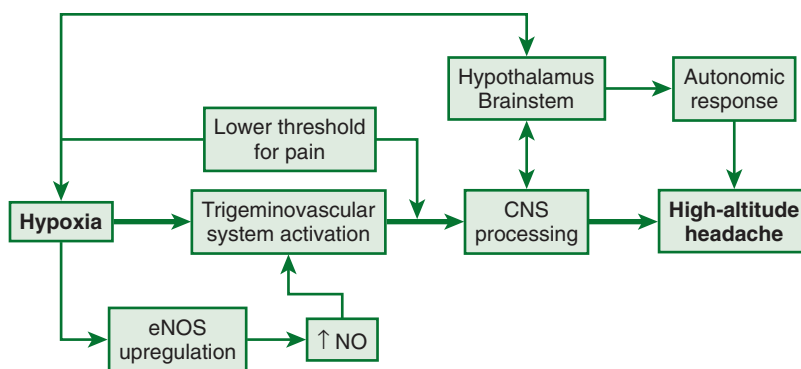 Hypothalamus
Brainstem
Autonomic
response
Lower threshold
for pain
Hypoxia
Trigeminovascular
system activation
CNS
processing
High-altitude
headache
eNOS
upregulation
↑ NO